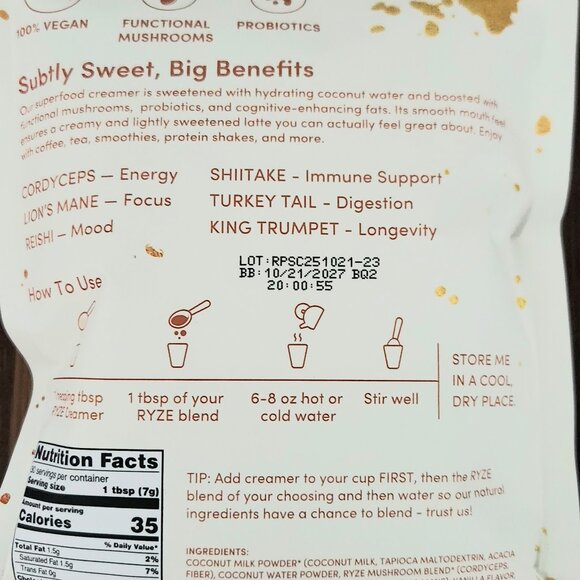 100% VEGAN
FUNCTIONAL
MUSHROOMS
PROBIOTICS
Subtly Sweet, Big Benefits
Our superfood creamer is sweetened with hydrating coconut water and boosted with
functional mushrooms, probiotics, and cognitive-enhancing fats. Its smooth mouth feel
ensures a creamy and lightly sweetened latte you can actually feel great about. Enjoy
with coffee, tea, smoothies, protein shakes, and more.
CORDYCEPS — Energy
LION'S MANE — Focus
REISHI — Mood
SHIITAKE - Immune Support
TURKEY TAIL - Digestion
KING TRUMPET - Longevity
LOT:RPSC251021-23
BB:10/21/2027 BQ2
20:00:55
How To Use
tbsp
RYZE Creamer
1 tbsp of your
RYZE blend
6-8 oz hot or
cold water
Stir well
STORE ME
IN A COOL,
DRY PLACE.
Nutrition Facts
30 servings per container
Serving size 1 tbsp (7g)
Amount per serving
Calories 35
% Daily Value*
Total Fat 1.5g 2%
Saturated Fat 1.5g 7%
Trans Fat 0g
TIP: Add creamer to your cup FIRST, then the RYZE
blend of your choosing and then water so our natural
ingredients have a chance to blend - trust us!
INGREDIENTS:
COCONUT MILK POWDER* (COCONUT MILK, TAPIOCA MALTODEXTRIN, ACACIA
FIBER), COCONUT WATER POWDER, RYZE MUSHROOM BLEND* (CORDYCEPS,